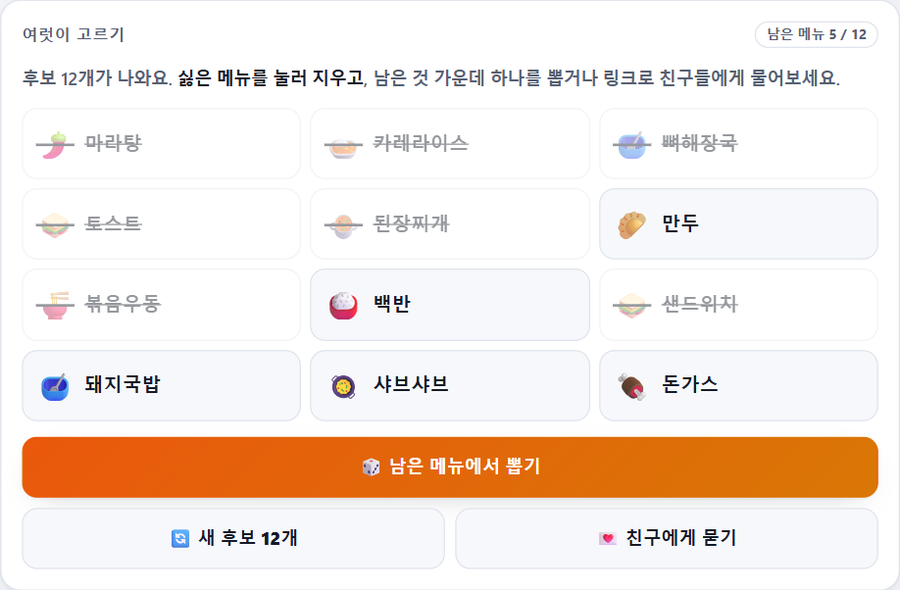 여럿이 고르기
남은 메뉴 5 / 12
후보 12개가 나와요. 싫은 메뉴를 눌러 지우고, 남은 것 가운데 하나를 뽑거나 링크로 친구들에게 물어보세요.
마라탕
카레라이스
뼈해장국
토스트
된장찌개
만두
볶음우동
백반
샌드위치
돼지국밥
샤브샤브
돈가스
남은 메뉴에서 뽑기
새 후보 12개
친구에게 묻기